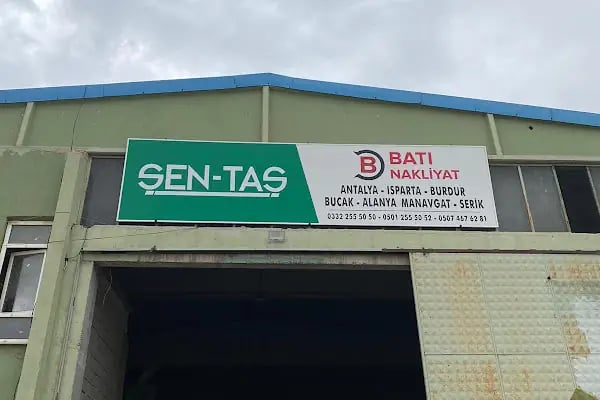 ŞEN-TAŞ
B
BATI
NAKLİYAT
ANTALYA - ISPARTA - BURDUR
BUCAK - ALANYA MANAVGAT - SERİK
0332 255 50 50 - 0501 255 50 52 - 0507 467 62 81